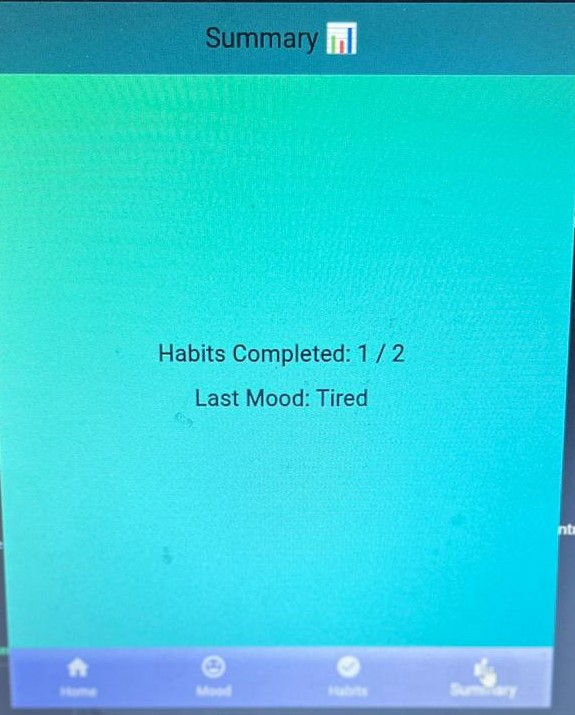 Summary 📊
Habits Completed: 1 / 2
Last Mood: Tired
Home
Mood
Habits
Summary